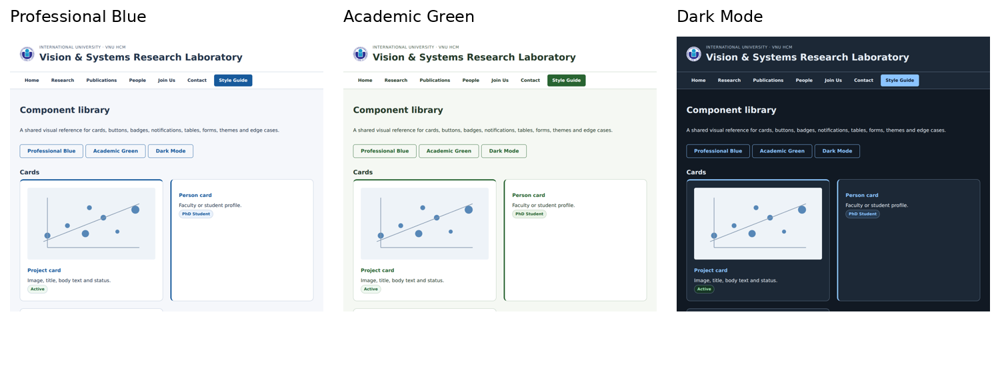 Professional Blue
INTERNATIONAL UNIVERSITY · VNU HCM
Vision & Systems Research Laboratory
Home Research Publications People Join Us Contact Style Guide
Component library
A shared visual reference for cards, buttons, badges, notifications, tables, forms, themes and edge cases.
Professional Blue Academic Green Dark Mode
Cards
Project card
Image, title, body text and status.
Active
Person card
Faculty or student profile.
PhD Student
Academic Green
INTERNATIONAL UNIVERSITY · VNU HCM
Vision & Systems Research Laboratory
Home Research Publications People Join Us Contact Style Guide
Component library
A shared visual reference for cards, buttons, badges, notifications, tables, forms, themes and edge cases.
Professional Blue Academic Green Dark Mode
Cards
Project card
Image, title, body text and status.
Active
Person card
Faculty or student profile.
PhD Student
Dark Mode
INTERNATIONAL UNIVERSITY · VNU HCM
Vision & Systems Research Laboratory
Home Research Publications People Join Us Contact Style Guide
Component library
A shared visual reference for cards, buttons, badges, notifications, tables, forms, themes and edge cases.
Professional Blue Academic Green Dark Mode
Cards
Project card
Image, title, body text and status.
Active
Person card
Faculty or student profile.
PhD Student